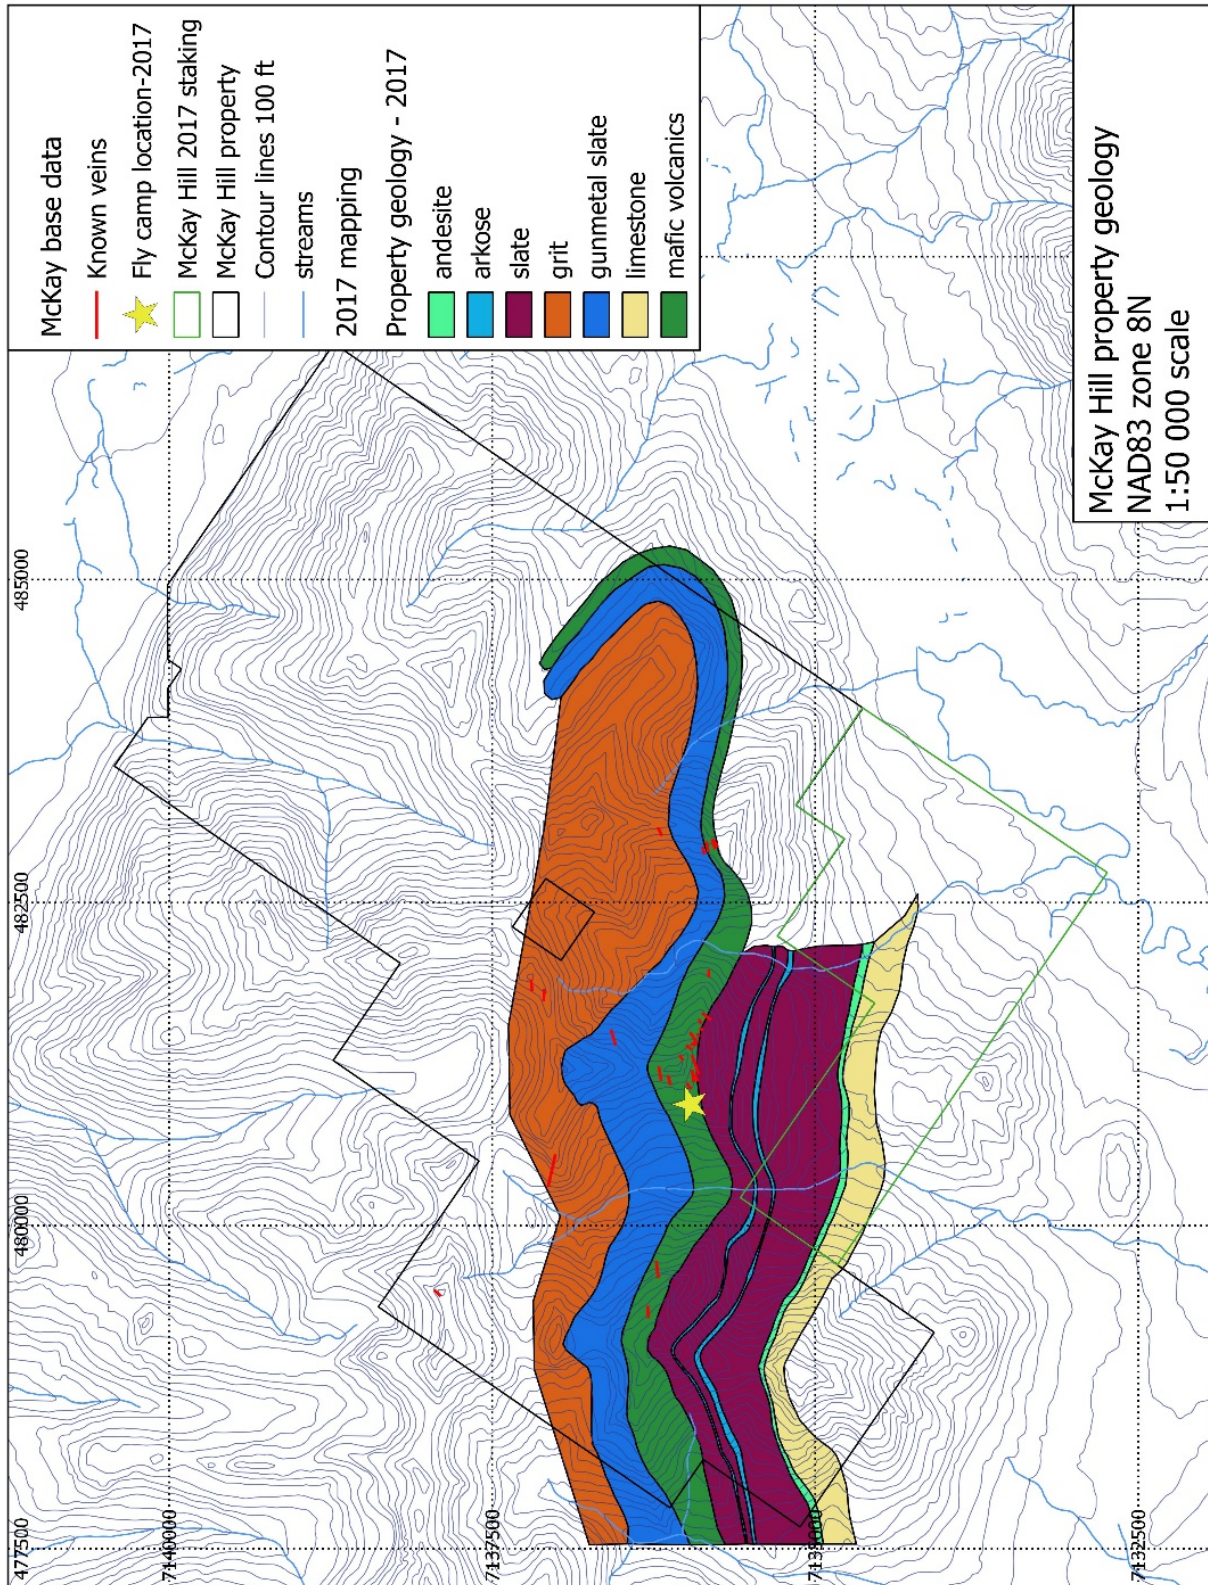 McKay base data
Known veins
Fly camp location-2017
McKay Hill 2017 staking
McKay Hill property
Contour lines 100 ft
streams
2017 mapping
Property geology - 2017
andesite
arkose
slate
grit
gunmetal slate
limestone
mafic volcanics
477500
480000
482500
485000
7140000
7137500
7135000
7132500
McKay Hill property geology
NAD83 zone 8N
1:50 000 scale